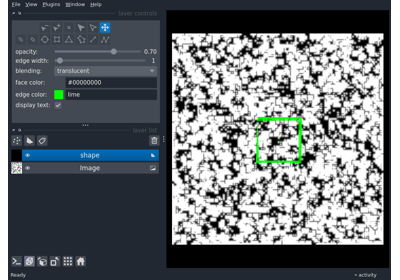 File View Plugins Window Help
layer controls
opacity: 0.70
edge width: 1
blending: translucent
face color: #00000000
edge color: lime
display text:
layer list
shape
Image
Ready
activity